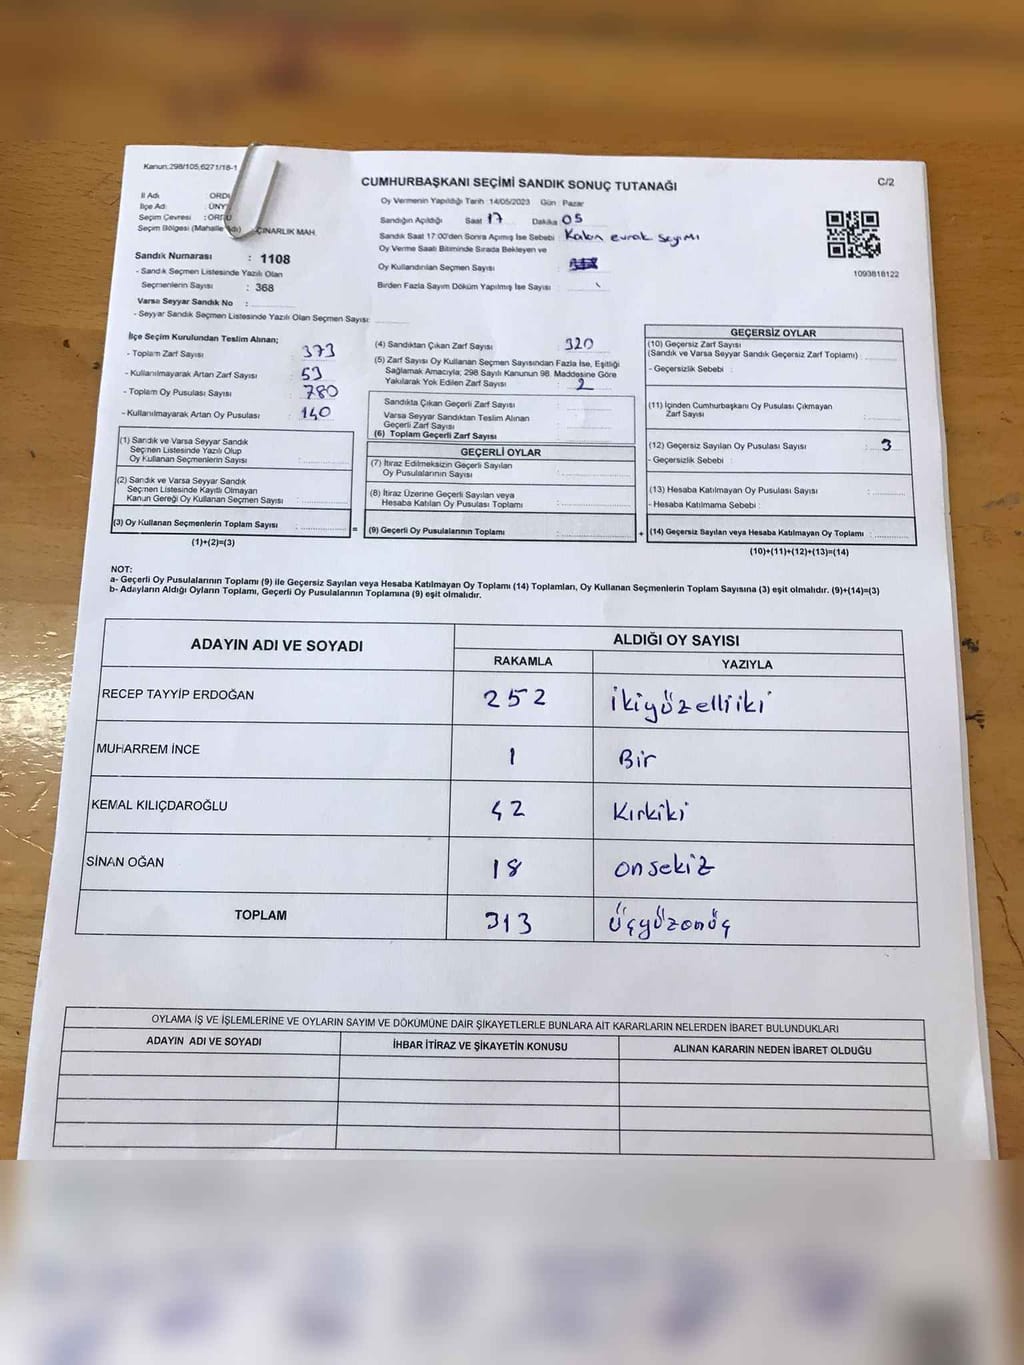 Kanun:298/105,6271/18-1
C/2
CUMHURBAŞKANI SEÇİMİ SANDIK SONUÇ TUTANAĞI
İl Adı ORDU
İlçe Adı ÜNYE
Seçim Çevresi : ORDU
Seçim Bölgesi (Mahalle Adı) ÇINARLIK MAH.
Oy Vermenin Yapıldığı Tarih 14/05/2023 Gün : Pazar
Sandığın Açıldığı Saat 17 Dakika 05
Sandık Saat 17:00'den Sonra Açılmış İse Sebebi : Kalan evrak sayımı
Oy Verme Saati Bitiminde Sırada Bekleyen ve
Oy Kullandırılan Seçmen Sayısı :
Birden Fazla Sayım Döküm Yapılmış İse Sayısı :
1093818122
Sandık Numarası : 1108
- Sandık Seçmen Listesinde Yazılı Olan
Seçmenlerin Sayısı : 368
Varsa Seyyar Sandık No :
- Seyyar Sandık Seçmen Listesinde Yazılı Olan Seçmen Sayısı:
İlçe Seçim Kurulundan Teslim Alınan;
- Toplam Zarf Sayısı : 373
- Kullanılmayarak Artan Zarf Sayısı : 53
- Toplam Oy Pusulası Sayısı : 780
- Kullanılmayarak Artan Oy Pusulası : 140
(1) Sandık ve Varsa Seyyar Sandık
Seçmen Listesinde Yazılı Olup
Oy Kullanan Seçmenlerin Sayısı :
(2) Sandık ve Varsa Seyyar Sandık
Seçmen Listesinde Kayıtlı Olmayan
Kanun Gereği Oy Kullanan Seçmen Sayısı :
(3) Oy Kullanan Seçmenlerin Toplam Sayısı :
(1)+(2)=(3)
(4) Sandıktan Çıkan Zarf Sayısı : 320
(5) Zarf Sayısı Oy Kullanan Seçmen Sayısından Fazla İse, Eşitliği
Sağlamak Amacıyla; 298 Sayılı Kanunun 98. Maddesine Göre
Yakılarak Yok Edilen Zarf Sayısı : 2
Sandıkta Çıkan Geçerli Zarf Sayısı :
Varsa Seyyar Sandıktan Teslim Alınan
Geçerli Zarf Sayısı :
(6) Toplam Geçerli Zarf Sayısı :
GEÇERLİ OYLAR
(7) İtiraz Edilmeksizin Geçerli Sayılan
Oy Pusulalarının Sayısı :
(8) İtiraz Üzerine Geçerli Sayılan veya
Hesaba Katılan Oy Pusulası Toplamı :
= (9) Geçerli Oy Pusulalarının Toplamı :
GEÇERSİZ OYLAR
(10) Geçersiz Zarf Sayısı
(Sandık ve Varsa Seyyar Sandık Geçersiz Zarf Toplamı) :
- Geçersizlik Sebebi :
(11) İçinden Cumhurbaşkanı Oy Pusulası Çıkmayan
Zarf Sayısı :
(12) Geçersiz Sayılan Oy Pusulası Sayısı : 3
- Geçersizlik Sebebi :
(13) Hesaba Katılmayan Oy Pusulası Sayısı :
- Hesaba Katılmama Sebebi :
+ (14) Geçersiz Sayılan veya Hesaba Katılmayan Oy Toplamı :
(10)+(11)+(12)+(13)=(14)
NOT:
a- Geçerli Oy Pusulalarının Toplamı (9) ile Geçersiz Sayılan veya Hesaba Katılmayan Oy Toplamı (14) Toplamları, Oy Kullanan Seçmenlerin Toplam Sayısına (3) eşit olmalıdır. (9)+(14)=(3)
b- Adayların Aldığı Oyların Toplamı, Geçerli Oy Pusulalarının Toplamına (9) eşit olmalıdır.
ADAYIN ADI VE SOYADI ALDIĞI OY SAYISI
RAKAMLA YAZIYLA
RECEP TAYYİP ERDOĞAN 252 ikiyüzelliiki
MUHARREM İNCE 1 Bir
KEMAL KILIÇDAROĞLU 42 Kırkiki
SİNAN OĞAN 18 onsekiz
TOPLAM 313 üçyüzonüç
OYLAMA İŞ VE İŞLEMLERİNE VE OYLARIN SAYIM VE DÖKÜMÜNE DAİR ŞİKAYETLERLE BUNLARA AİT KARARLARIN NELERDEN İBARET BULUNDUKLARI
ADAYIN ADI VE SOYADI İHBAR İTİRAZ VE ŞİKAYETİN KONUSU ALINAN KARARIN NEDEN İBARET OLDUĞU